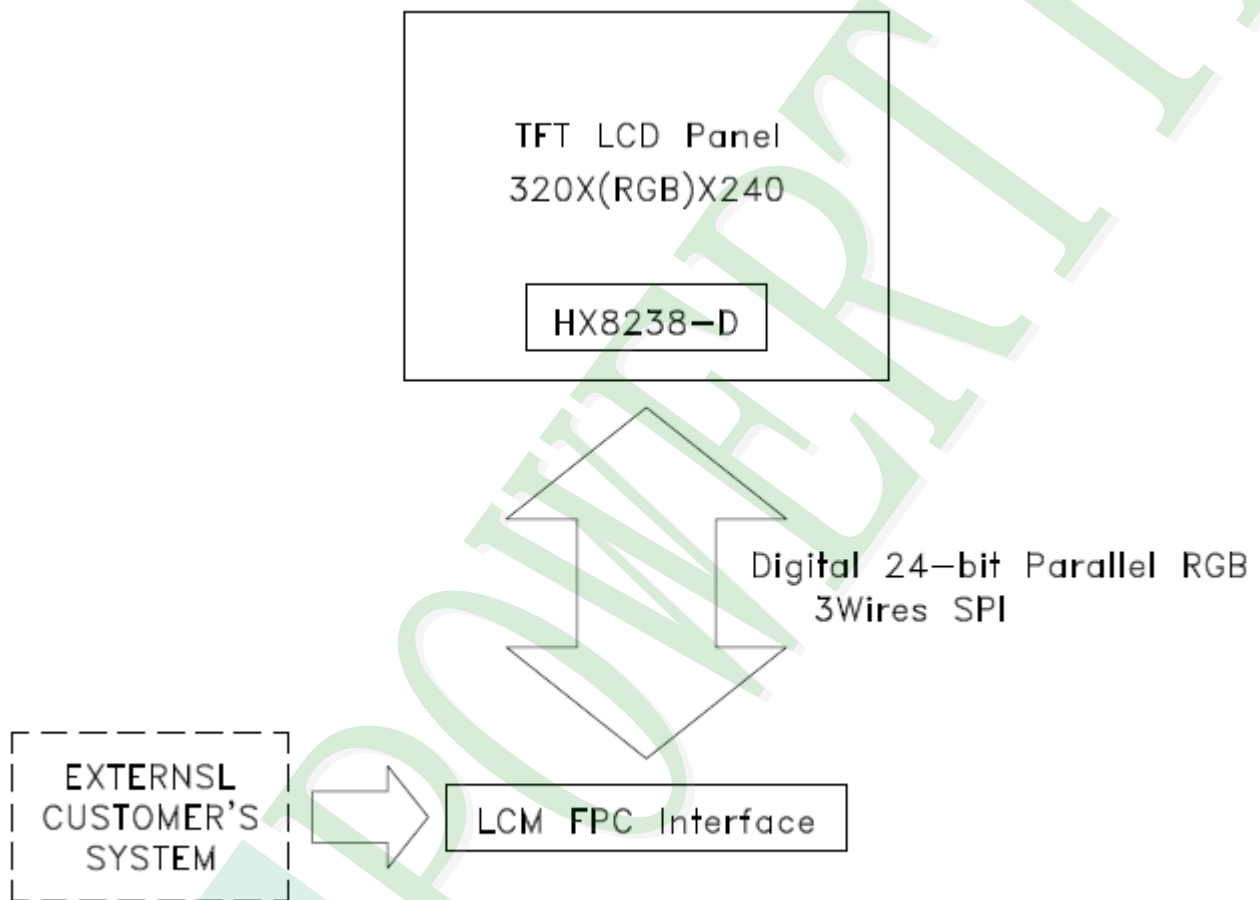 TFT LCD Panel
320X(RGB)X240
HX8238-D
Digital 24-bit Parallel RGB
3Wires SPI
EXTERNSL
CUSTOMER'S
SYSTEM
LCM FPC Interface